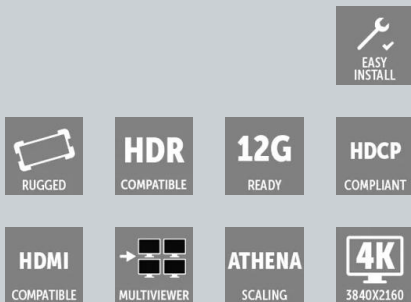 EASY
INSTALL
RUGGED
HDR
COMPATIBLE
12G
READY
HDCP
COMPLIANT
HDMI
COMPATIBLE
MULTIVIEWER
ATHENA
SCALING
4K
3840X2160